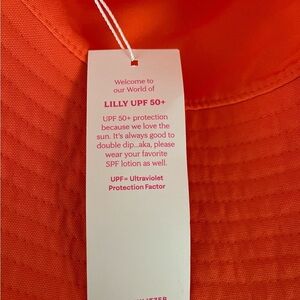 Welcome to
our World of
LILLY UPF 50+
UPF 50+ protection
because we love the
sun. It's always good to
double dip...aka, please
wear your favorite
SPF lotion as well.
UPF= Ultraviolet
Protection Factor